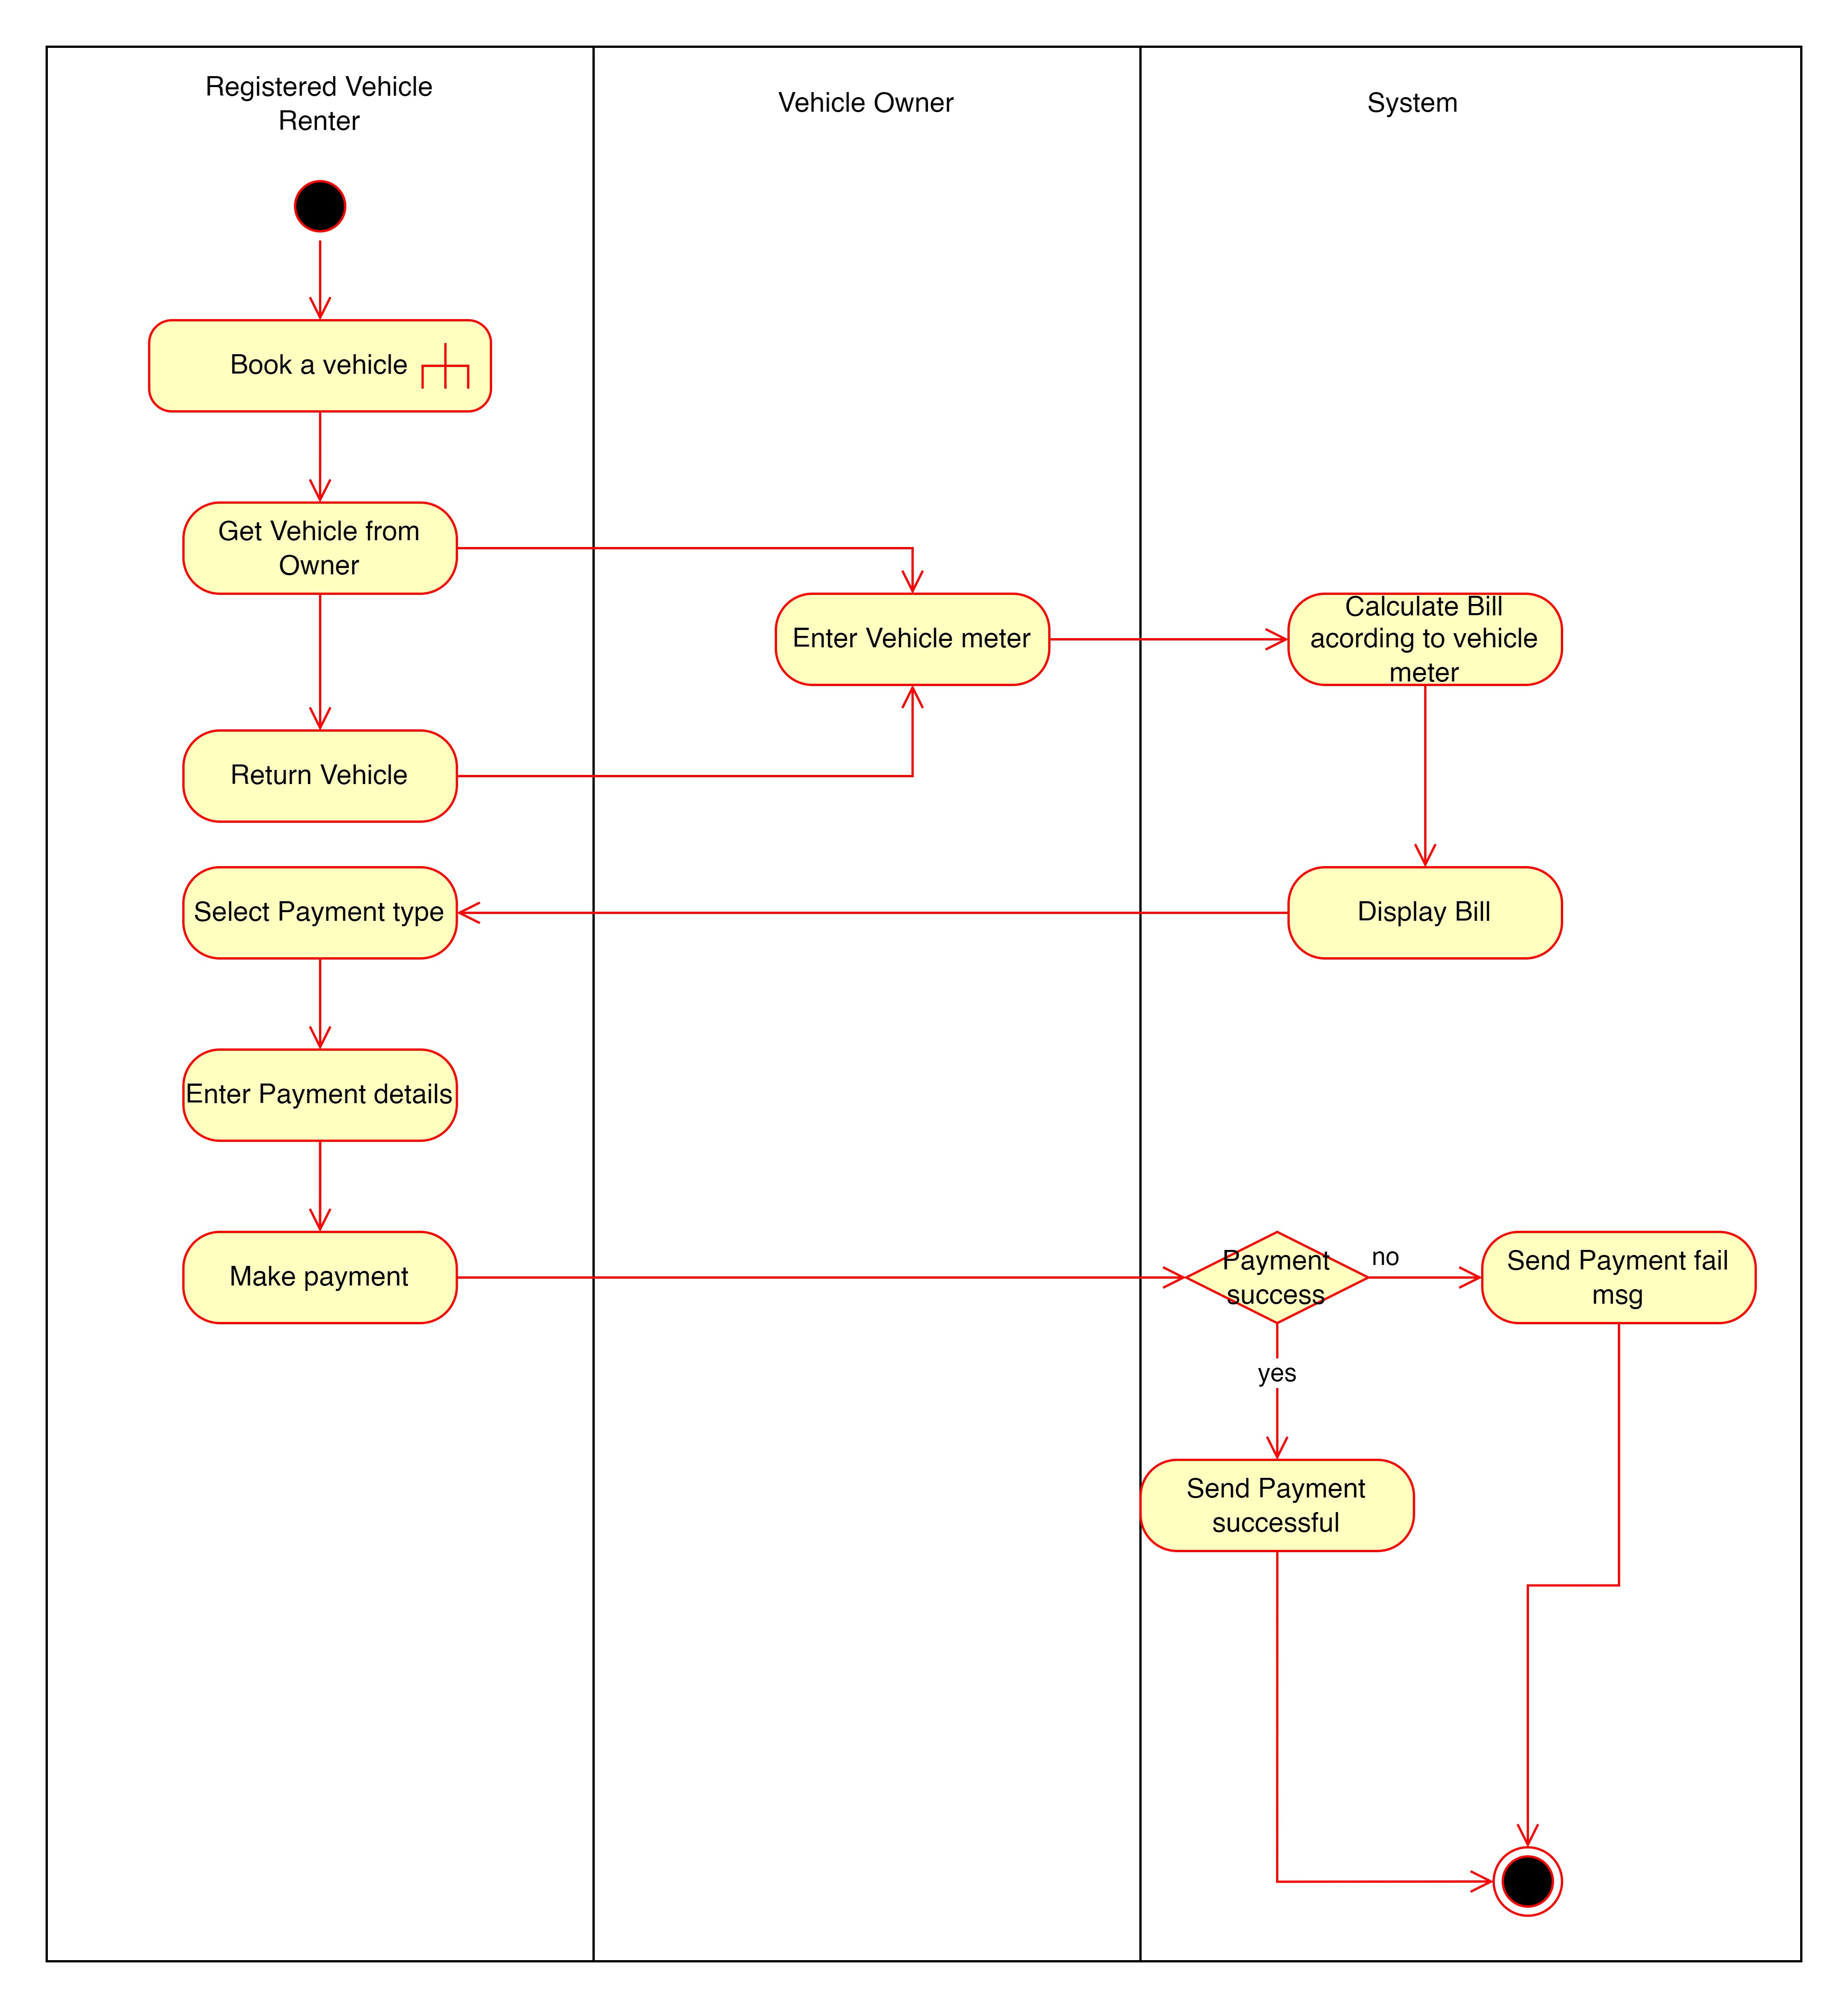 Registered Vehicle
Renter
Vehicle Owner
System
Book a vehicle
Get Vehicle from
Owner
Enter Vehicle meter
Calculate Bill
acording to vehicle
meter
Return Vehicle
Select Payment type
Display Bill
Enter Payment details
Make payment
Payment
success
no
Send Payment fail
msg
yes
Send Payment
successful